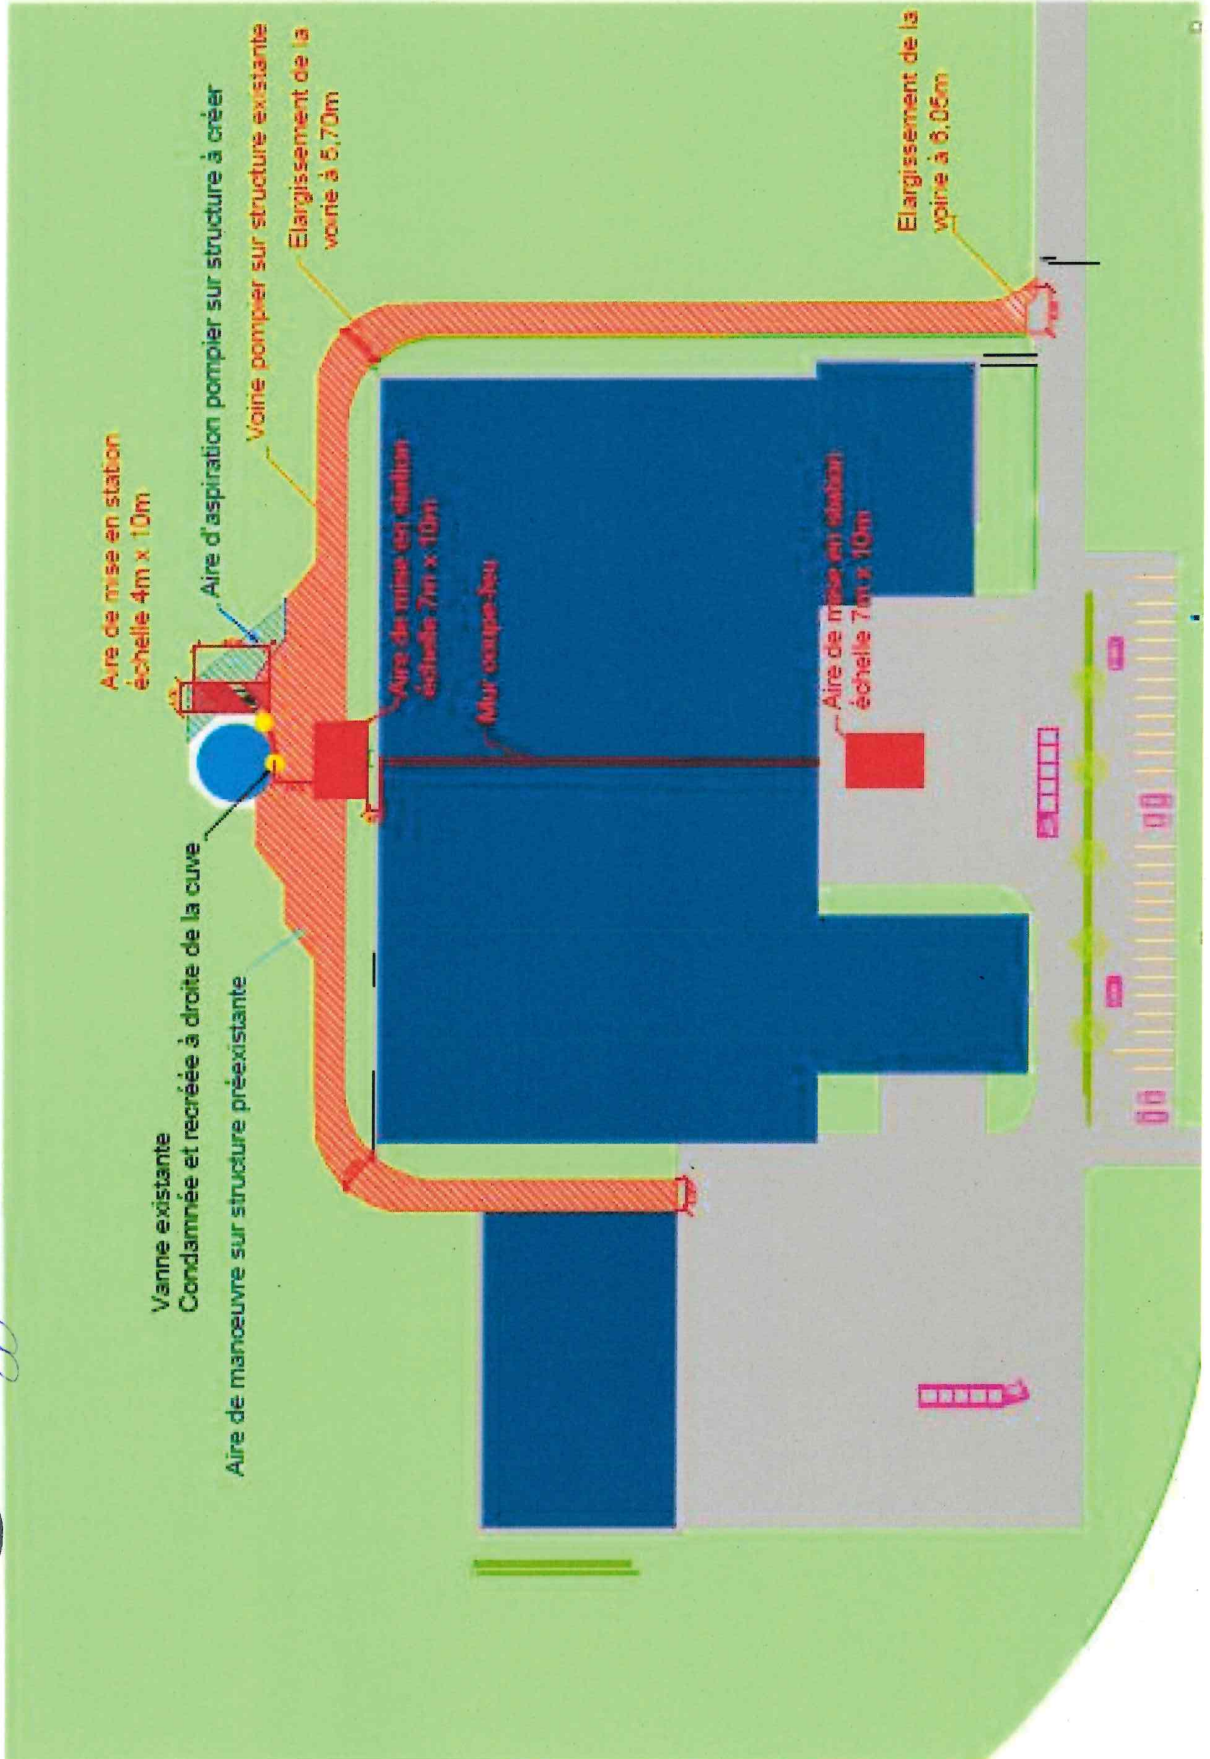 Vanne existante
Condamnée et recréée à droite de la cuve
Aire de manœuvre sur structure préexistante
Aire de mise en station
échelle 4m x 10m
Aire d'aspiration pompier sur structure à créer
Voirie pompier sur structure existante
Elargissement de la
voirie à 6,70m
Aire de mise en station
échelle 7m x 10m
Mur coupe-feu
Aire de mise en station
échelle 7m x 10m
Elargissement de la
voirie à 6,05m